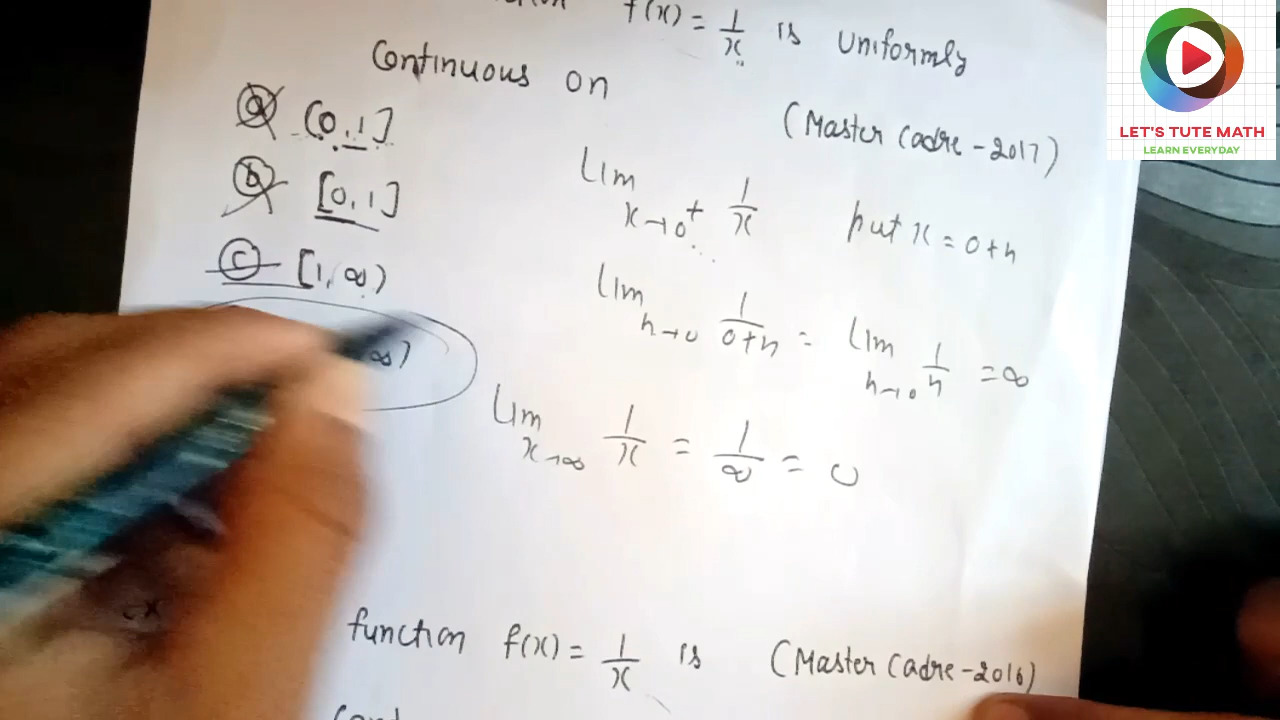 f(x) = 1/x is uniformly
LET'S TUTE MATH
LEARN EVERYDAY
Continuous on
(Master Cadre - 2017)
(a) (0, 1]
(b) [0, 1]
(c) [1, ∞)
∞)
Lim x→0⁺ 1/x put x = 0+h
Lim h→0 1/(0+h) = Lim h→0 1/h = ∞
Lim x→∞ 1/x = 1/∞ = 0
function f(x) = 1/x is (Master Cadre - 2016)